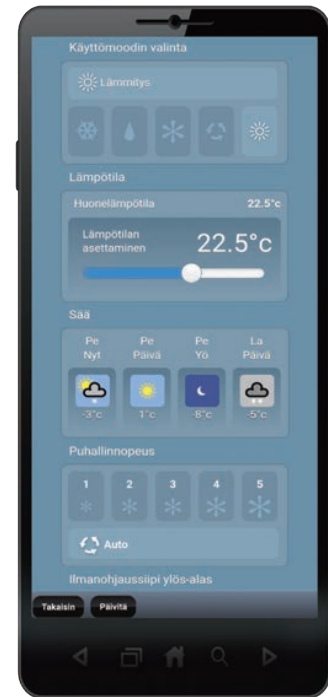 Käyttömoodin valinta
Lämmitys
Lämpötila
Huonelämpötila 22.5°c
Lämpötilan
asettaminen
22.5°c
Sää
Pe Pe Pe La
Nyt Päivä Yö Päivä
-3°c 1°c -8°c -5°c
Puhallinnopeus
1 2 3 4 5
Auto
Ilmanohjaussiipi ylös-alas
Takaisin Päivitä